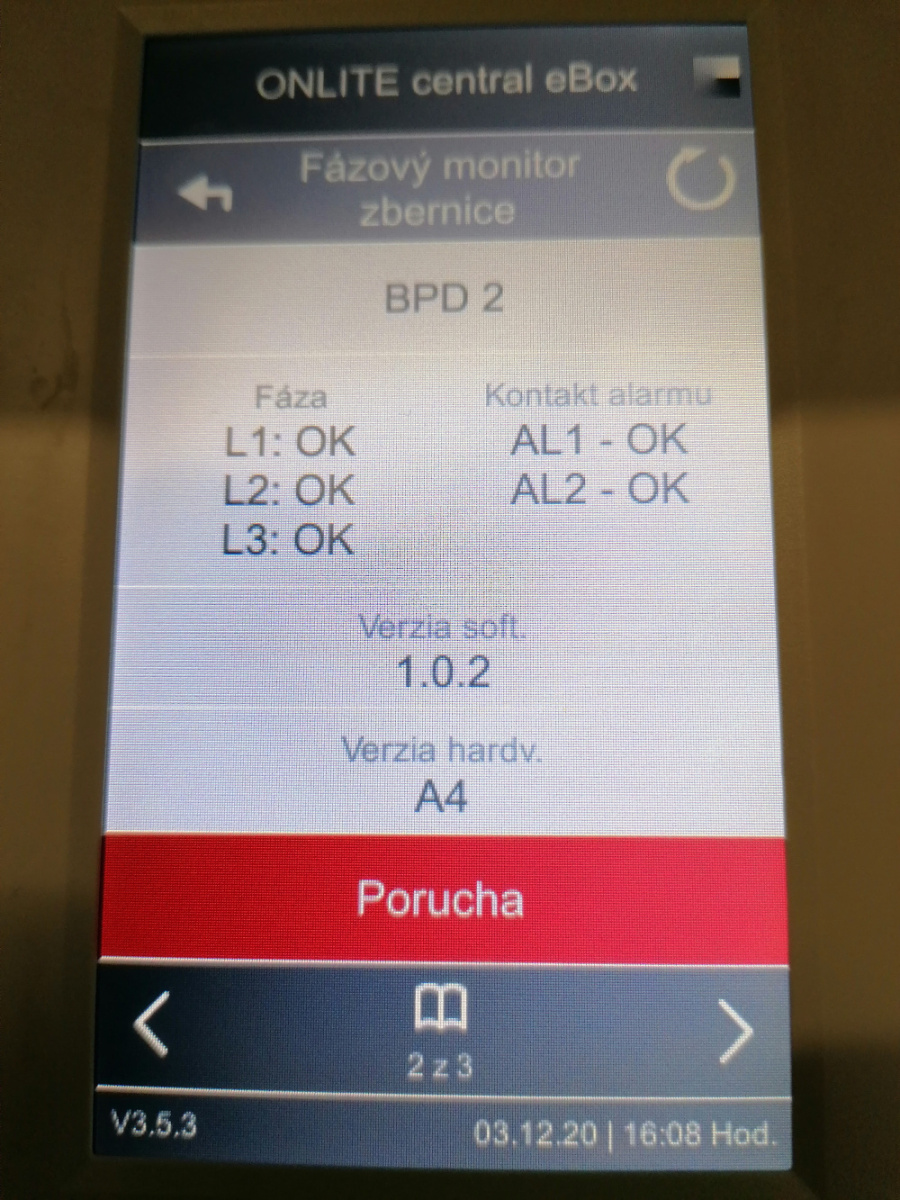 ONLITE central eBox
Fázový monitor
zbernice
BPD 2
Fáza
Kontakt alarmu
L1: OK
AL1 - OK
L2: OK
AL2 - OK
L3: OK
Verzia soft.
1.0.2
Verzia hardv.
A4
Porucha
2 z 3
V3.5.3
03.12.20 | 16:08 Hod.